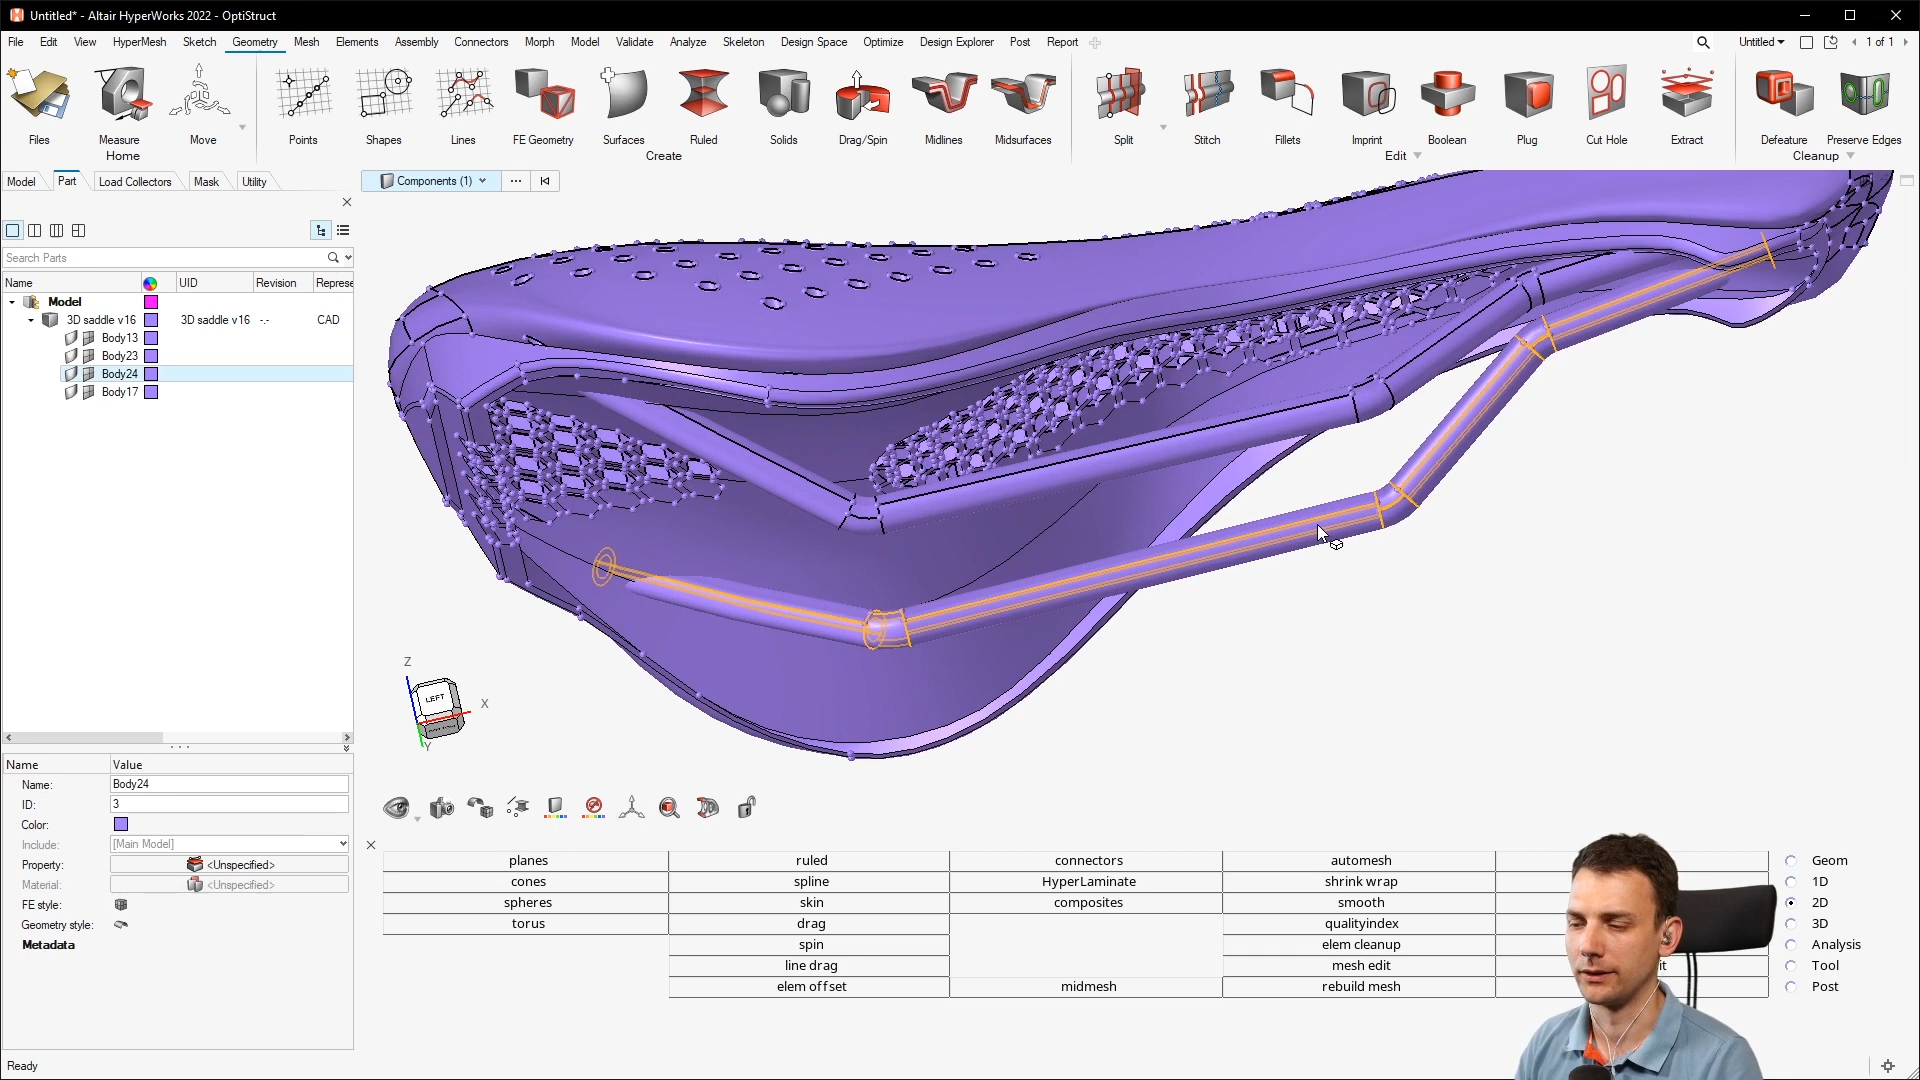 Untitled* - Altair HyperWorks 2022 - OptiStruct
File Edit View HyperMesh Sketch Geometry Mesh Elements Assembly Connectors Morph Model Validate Analyze Skeleton Design Space Optimize Design Explorer Post Report Untitled 1 of 1
Files Measure Move Points Shapes Lines FE Geometry Surfaces Ruled Solids Drag/Spin Midlines Midsurfaces Split Stitch Fillets Imprint Boolean Plug Cut Hole Extract Defeature Preserve Edges
Home Create Edit Cleanup
Model Part Load Collectors Mask Utility Components (1)
Search Parts
Name UID Revision Represe
Model
3D saddle v16 3D saddle v16 -.- CAD
Body13
Body23
Body24
Body17
Z
LEFT
X
Y
Name Value
Name: Body24
ID: 3
Color:
Include: [Main Model]
Property: <Unspecified>
Material: <Unspecified>
FE style:
Geometry style:
Metadata
planes ruled connectors automesh Geom
cones spline HyperLaminate shrink wrap 1D
spheres skin composites smooth 2D
torus drag qualityindex 3D
spin elem cleanup Analysis
line drag mesh edit it Tool
elem offset midmesh rebuild mesh Post
Ready